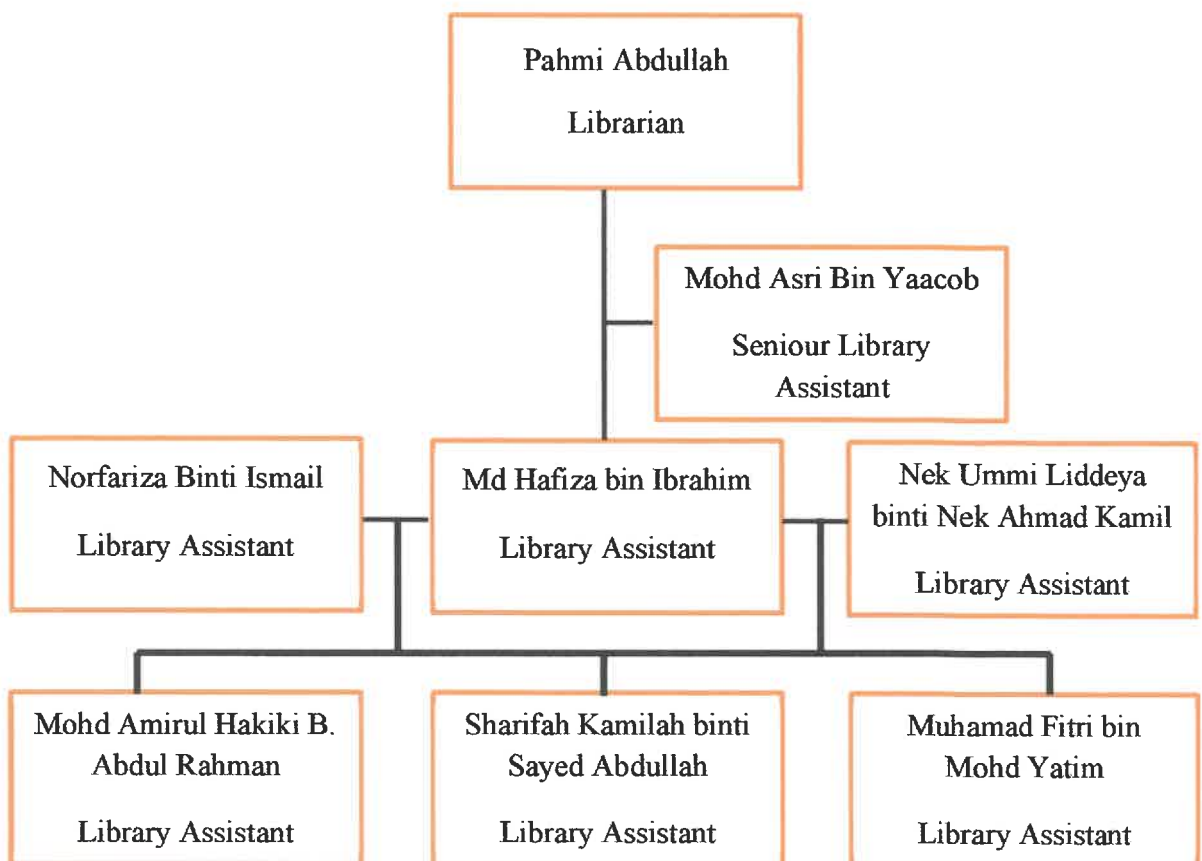 Pahmi Abdullah
Librarian
Mohd Asri Bin Yaacob
Seniour Library
Assistant
Norfariza Binti Ismail
Library Assistant
Md Hafiza bin Ibrahim
Library Assistant
Nek Ummi Liddeya
binti Nek Ahmad Kamil
Library Assistant
Mohd Amirul Hakiki B.
Abdul Rahman
Library Assistant
Sharifah Kamilah binti
Sayed Abdullah
Library Assistant
Muhamad Fitri bin
Mohd Yatim
Library Assistant